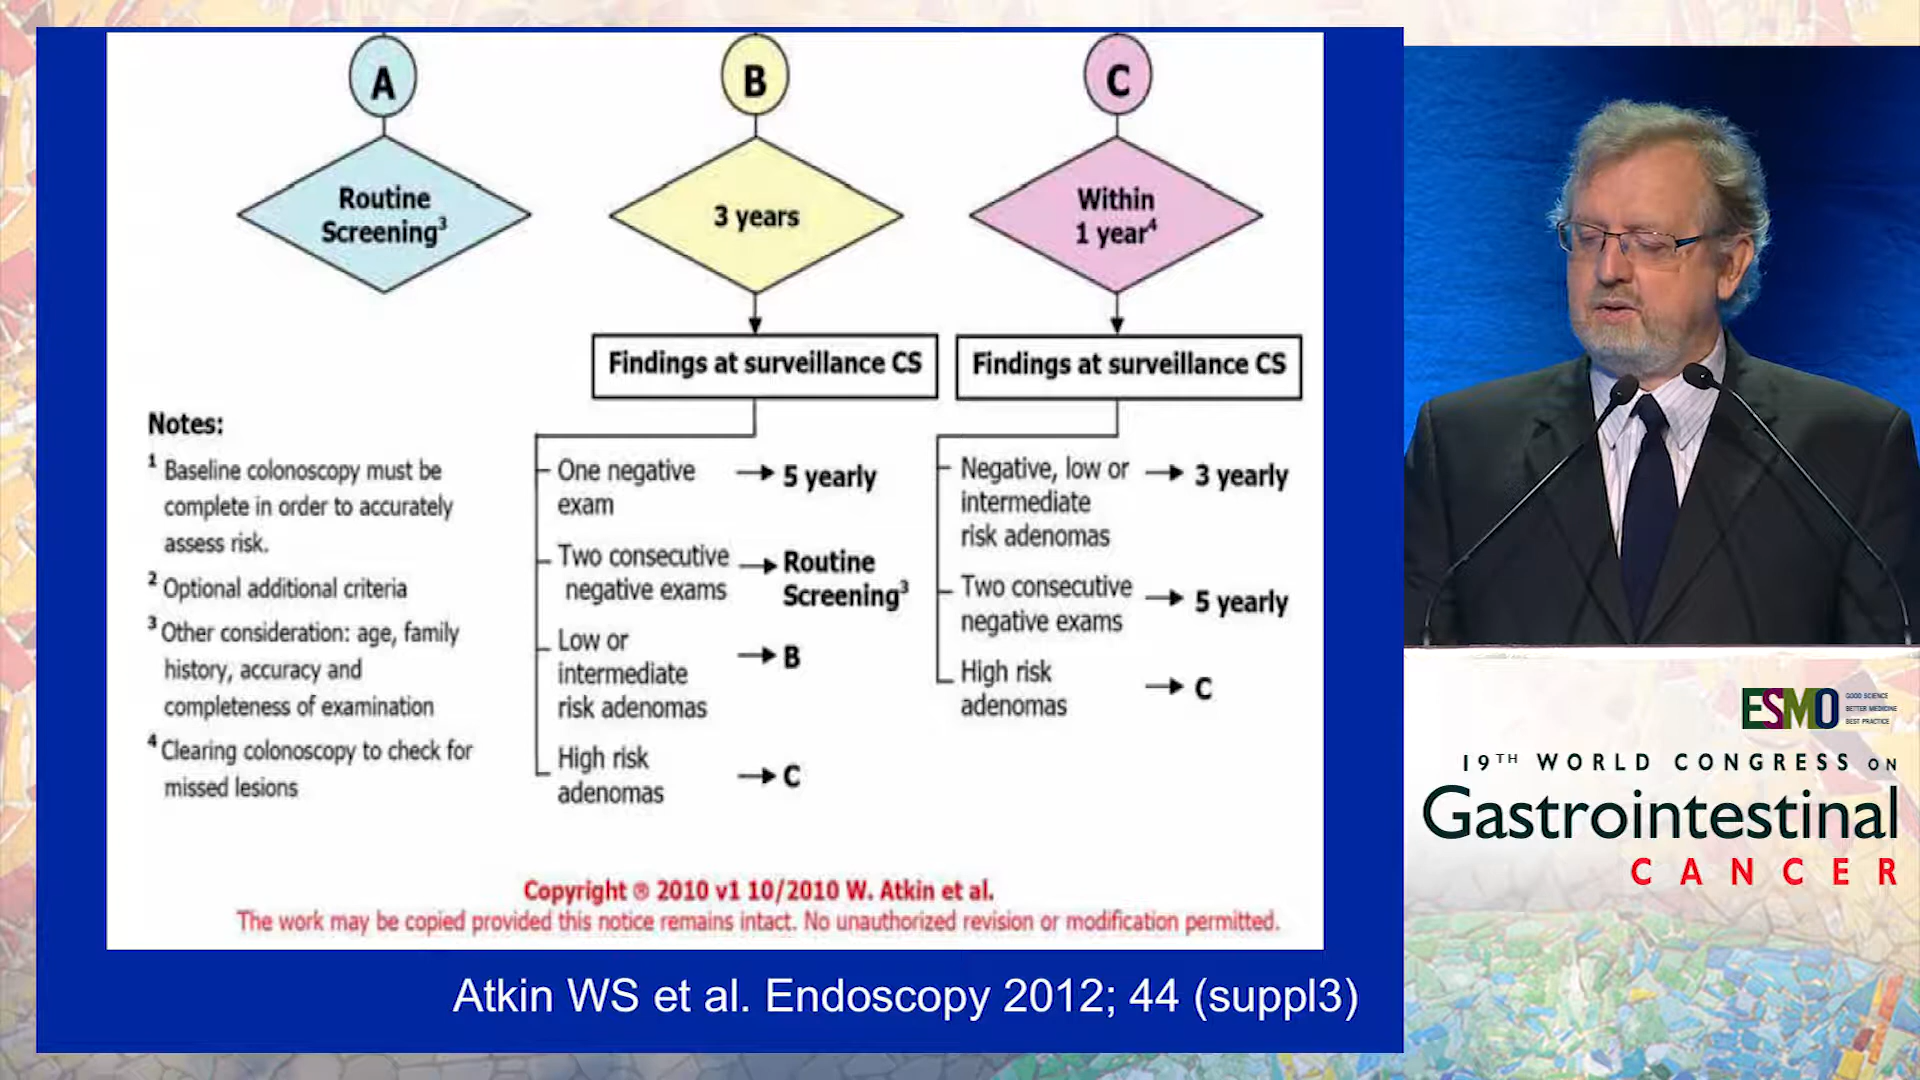 A
B
C
Routine
Screening³
3 years
Within
1 year⁴
Findings at surveillance CS
Findings at surveillance CS
Notes:
¹ Baseline colonoscopy must be
complete in order to accurately
assess risk.
² Optional additional criteria
³ Other consideration: age, family
history, accuracy and
completeness of examination
⁴ Clearing colonoscopy to check for
missed lesions
One negative
exam
5 yearly
Two consecutive
negative exams
Routine
Screening³
Low or
intermediate
risk adenomas
B
High risk
adenomas
C
Negative, low or
intermediate
risk adenomas
3 yearly
Two consecutive
negative exams
5 yearly
High risk
adenomas
C
Copyright ® 2010 v1 10/2010 W. Atkin et al.
The work may be copied provided this notice remains intact. No unauthorized revision or modification permitted.
Atkin WS et al. Endoscopy 2012; 44 (suppl3)
ESMO
GOOD SCIENCE
BETTER MEDICINE
BEST PRACTICE
19TH WORLD CONGRESS ON
Gastrointestinal
CANCER